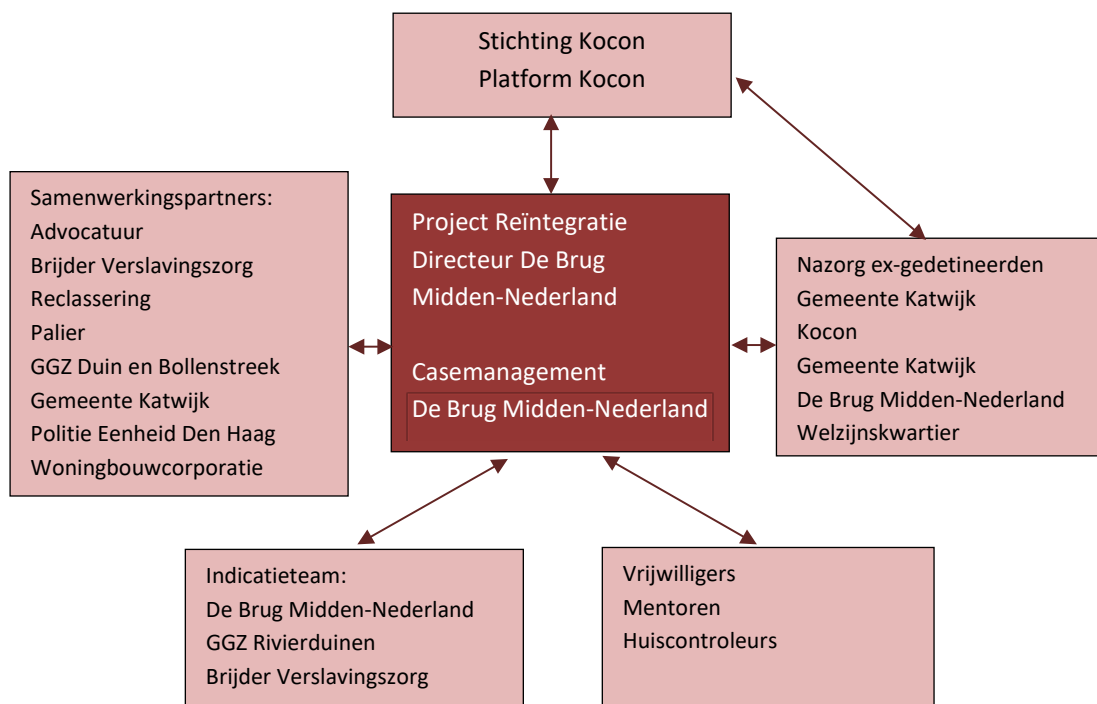 Stichting Kocon
Platform Kocon
Samenwerkingspartners:
Advocatuur
Brijder Verslavingszorg
Reclassering
Palier
GGZ Duin en Bollenstreek
Gemeente Katwijk
Politie Eenheid Den Haag
Woningbouwcorporatie
Project Reïntegratie
Directeur De Brug
Midden-Nederland
Casemanagement
De Brug Midden-Nederland
Nazorg ex-gedetineerden
Gemeente Katwijk
Kocon
Gemeente Katwijk
De Brug Midden-Nederland
Welzijnskwartier
Indicatieteam:
De Brug Midden-Nederland
GGZ Rivierduinen
Brijder Verslavingszorg
Vrijwilligers
Mentoren
Huiscontroleurs